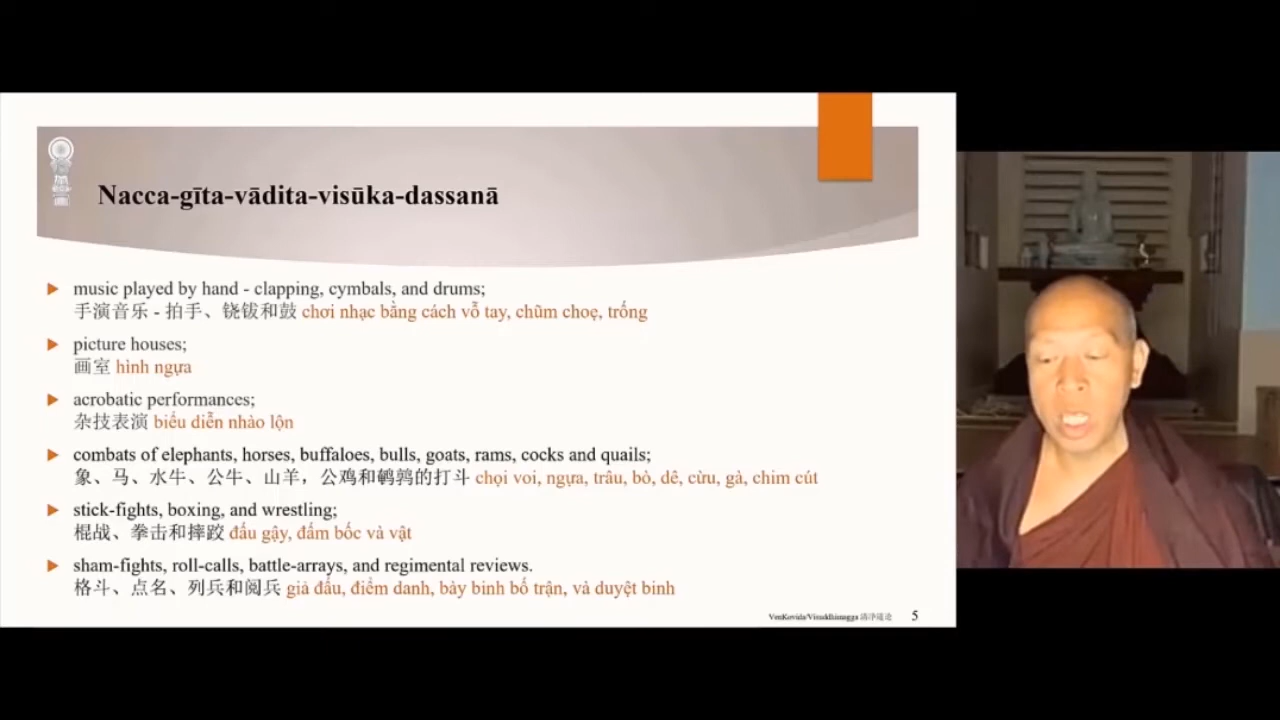 Nacca-gīta-vādita-visūka-dassanā
music played by hand - clapping, cymbals, and drums;
手演音乐 - 拍手、铙钹和鼓 chơi nhạc bằng cách vỗ tay, chũm choẹ, trống
picture houses;
画室 hình ngựa
acrobatic performances;
杂技表演 biểu diễn nhào lộn
combats of elephants, horses, buffaloes, bulls, goats, rams, cocks and quails;
象、马、水牛、公牛、山羊，公鸡和鹌鹑的打斗 chọi voi, ngựa, trâu, bò, dê, cừu, gà, chim cút
stick-fights, boxing, and wrestling;
棍战、拳击和摔跤 đấu gậy, đấm bốc và vật
sham-fights, roll-calls, battle-arrays, and regimental reviews.
格斗、点名、列兵和阅兵 giả đấu, điểm danh, bày binh bố trận, và duyệt binh
VenKovida/Visuddhimagga 清净道论 5